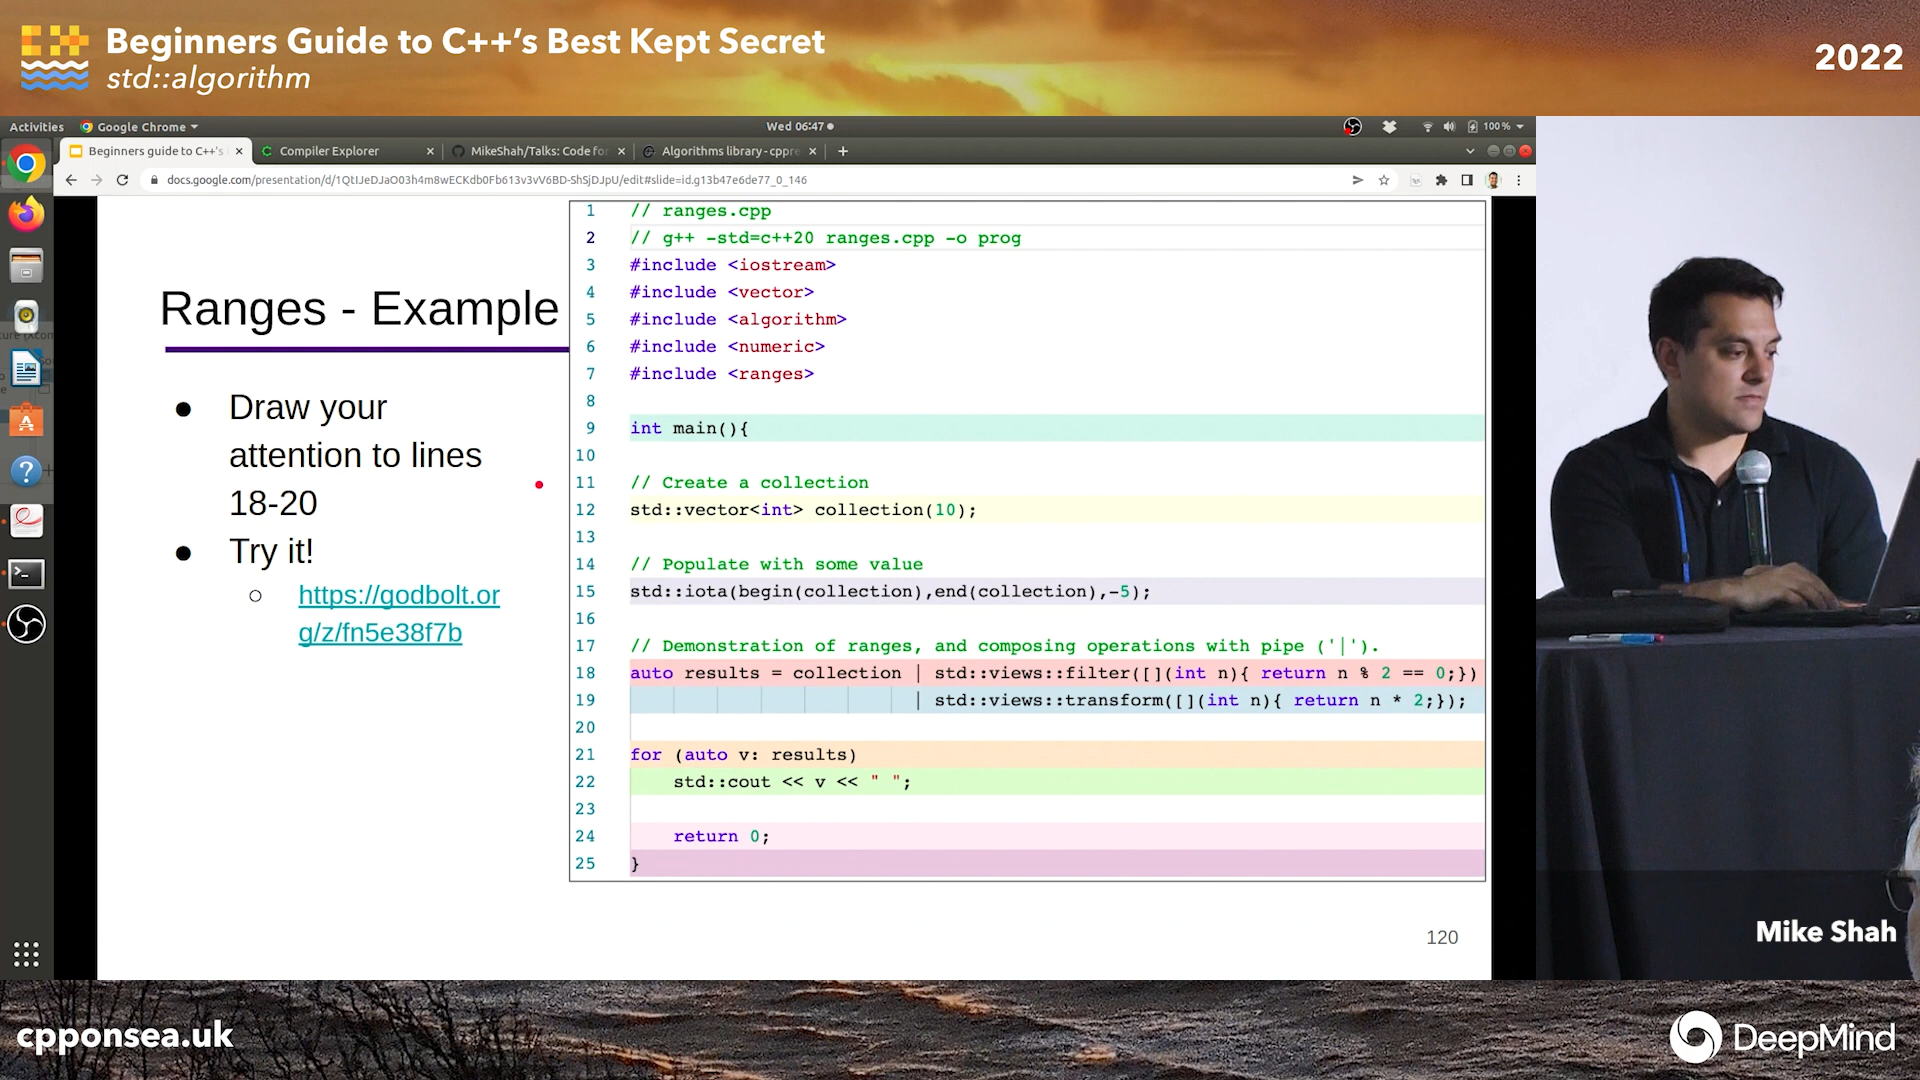 Beginners Guide to C++'s Best Kept Secret
std::algorithm
2022
Activities
Google Chrome
Wed 06:47
100 %
Beginners guide to C++'s
Compiler Explorer
MikeShah/Talks: Code for
Algorithms library - cppre
docs.google.com/presentation/d/1QtIJeDJaO03h4m8wECKdb0Fb613v3vV6BD-ShSjDJpU/edit#slide=id.g13b47e6de77_0_146
Ranges - Example
● Draw your
attention to lines
18-20
● Try it!
○ https://godbolt.or
g/z/fn5e38f7b
1 // ranges.cpp
2 // g++ -std=c++20 ranges.cpp -o prog
3 #include <iostream>
4 #include <vector>
5 #include <algorithm>
6 #include <numeric>
7 #include <ranges>
8
9 int main(){
10
11 // Create a collection
12 std::vector<int> collection(10);
13
14 // Populate with some value
15 std::iota(begin(collection),end(collection),-5);
16
17 // Demonstration of ranges, and composing operations with pipe ('|').
18 auto results = collection | std::views::filter([](int n){ return n % 2 == 0;})
19 | std::views::transform([](int n){ return n * 2;});
20
21 for (auto v: results)
22 std::cout << v << " ";
23
24 return 0;
25 }
120
Mike Shah
cpponsea.uk
DeepMind